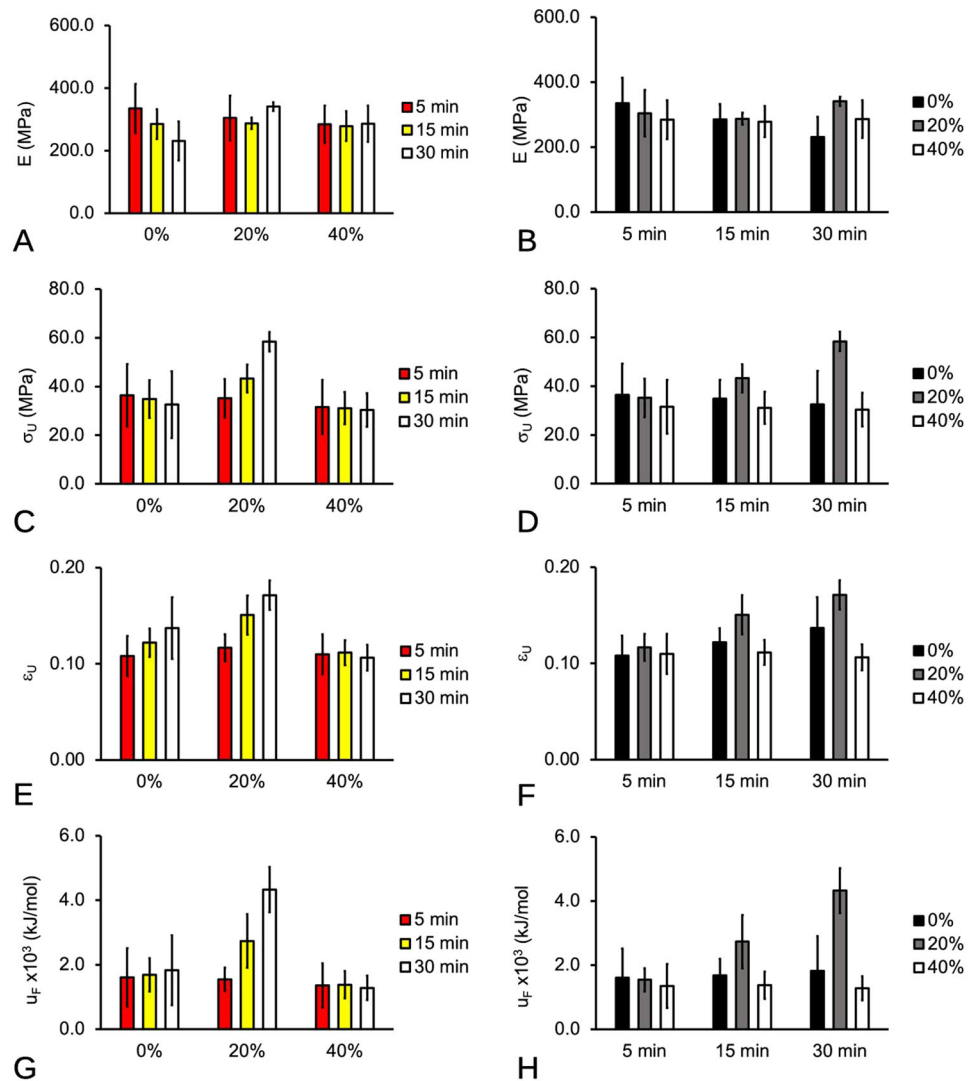 600.0
400.0
200.0
0.0
E (MPa)
0%
20%
40%
5 min
15 min
30 min
A
600.0
400.0
200.0
0.0
E (MPa)
5 min
15 min
30 min
0%
20%
40%
B
80.0
60.0
40.0
20.0
0.0
σU (MPa)
0%
20%
40%
5 min
15 min
30 min
C
80.0
60.0
40.0
20.0
0.0
σU (MPa)
5 min
15 min
30 min
0%
20%
40%
D
0.20
0.10
0.00
εU
0%
20%
40%
5 min
15 min
30 min
E
0.20
0.10
0.00
εU
5 min
15 min
30 min
0%
20%
40%
F
6.0
4.0
2.0
0.0
uF x10³ (kJ/mol)
0%
20%
40%
5 min
15 min
30 min
G
6.0
4.0
2.0
0.0
uF x10³ (kJ/mol)
5 min
15 min
30 min
0%
20%
40%
H